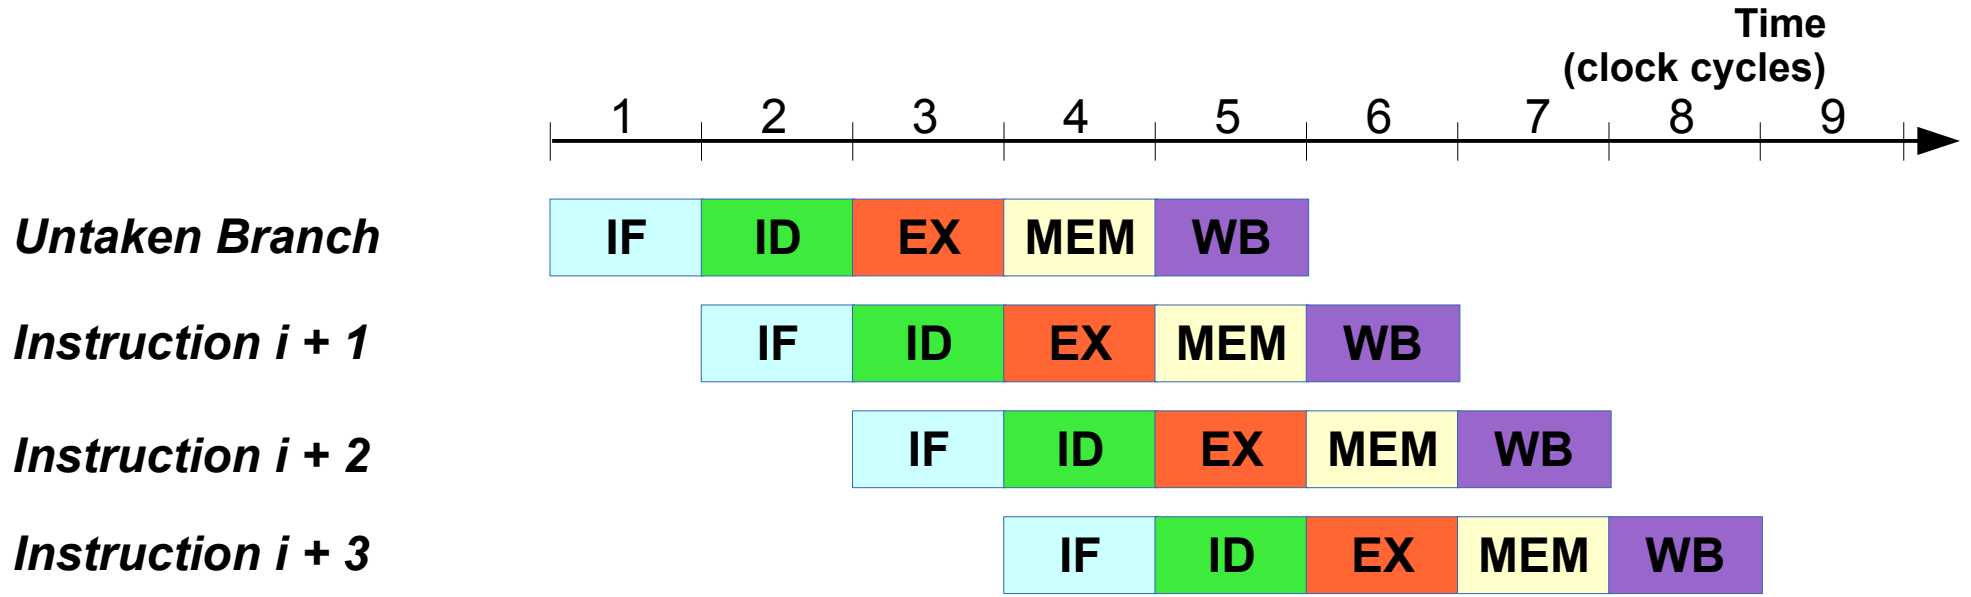 Time
(clock cycles)
1 2 3 4 5 6 7 8 9
Untaken Branch IF ID EX MEM WB
Instruction i + 1 IF ID EX MEM WB
Instruction i + 2 IF ID EX MEM WB
Instruction i + 3 IF ID EX MEM WB